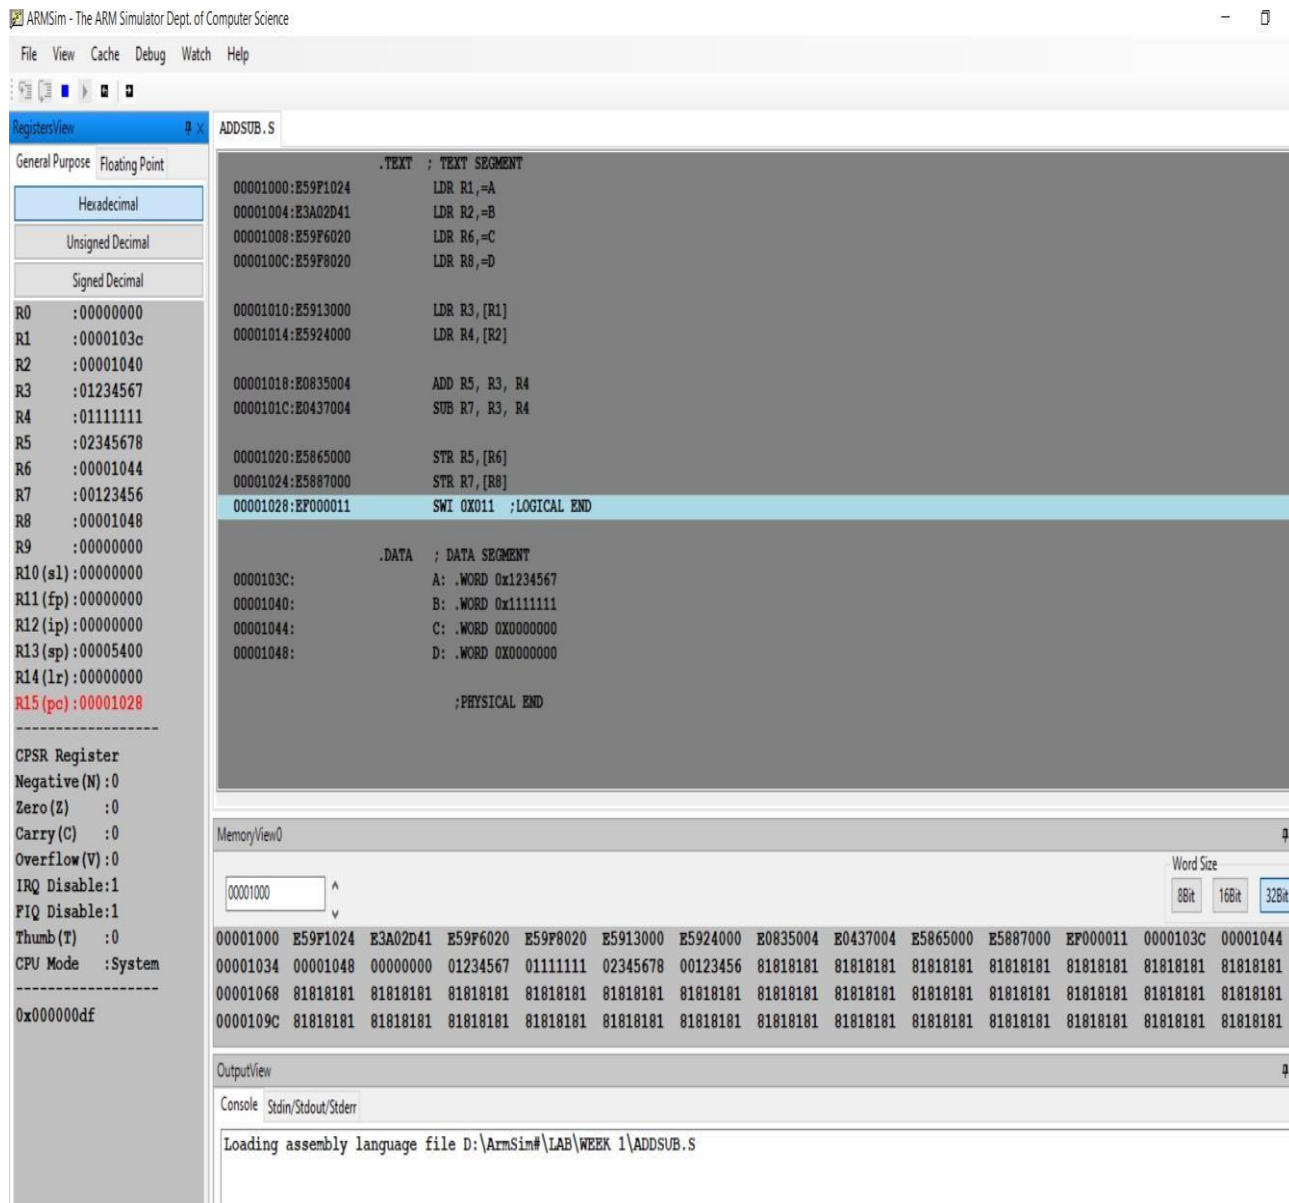 ARMSim - The ARM Simulator Dept. of Computer Science
File View Cache Debug Watch Help
RegistersView
General Purpose Floating Point
Hexadecimal
Unsigned Decimal
Signed Decimal
R0 :00000000
R1 :0000103c
R2 :00001040
R3 :01234567
R4 :01111111
R5 :02345678
R6 :00001044
R7 :00123456
R8 :00001048
R9 :00000000
R10(sl):00000000
R11(fp):00000000
R12(ip):00000000
R13(sp):00005400
R14(lr):00000000
R15(pc):00001028
------------------
CPSR Register
Negative(N):0
Zero(Z) :0
Carry(C) :0
Overflow(V):0
IRQ Disable:1
FIQ Disable:1
Thumb(T) :0
CPU Mode :System
------------------
0x000000df
ADDSUB.S
.TEXT ; TEXT SEGMENT
00001000:E59F1024 LDR R1,=A
00001004:E3A02D41 LDR R2,=B
00001008:E59F6020 LDR R6,=C
0000100C:E59F8020 LDR R8,=D
00001010:E5913000 LDR R3,[R1]
00001014:E5924000 LDR R4,[R2]
00001018:E0835004 ADD R5, R3, R4
0000101C:E0437004 SUB R7, R3, R4
00001020:E5865000 STR R5,[R6]
00001024:E5887000 STR R7,[R8]
00001028:EF000011 SWI 0X011 ;LOGICAL END
.DATA ; DATA SEGMENT
0000103C: A: .WORD 0x1234567
00001040: B: .WORD 0x1111111
00001044: C: .WORD 0X0000000
00001048: D: .WORD 0X0000000
;PHYSICAL END
MemoryView0
Word Size
00001000 8Bit 16Bit 32Bit
00001000 E59F1024 E3A02D41 E59F6020 E59F8020 E5913000 E5924000 E0835004 E0437004 E5865000 E5887000 EF000011 0000103C 00001044
00001034 00001048 00000000 01234567 01111111 02345678 00123456 81818181 81818181 81818181 81818181 81818181 81818181 81818181
00001068 81818181 81818181 81818181 81818181 81818181 81818181 81818181 81818181 81818181 81818181 81818181 81818181 81818181
0000109C 81818181 81818181 81818181 81818181 81818181 81818181 81818181 81818181 81818181 81818181 81818181 81818181 81818181
OutputView
Console Stdin/Stdout/Stderr
Loading assembly language file D:\ArmSim#\LAB\WEEK 1\ADDSUB.S